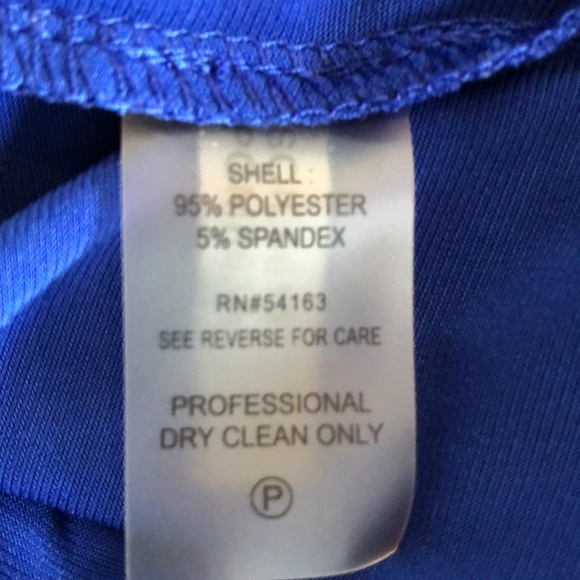 SHELL:
95% POLYESTER
5% SPANDEX
RN#54163
SEE REVERSE FOR CARE
PROFESSIONAL
DRY CLEAN ONLY
P